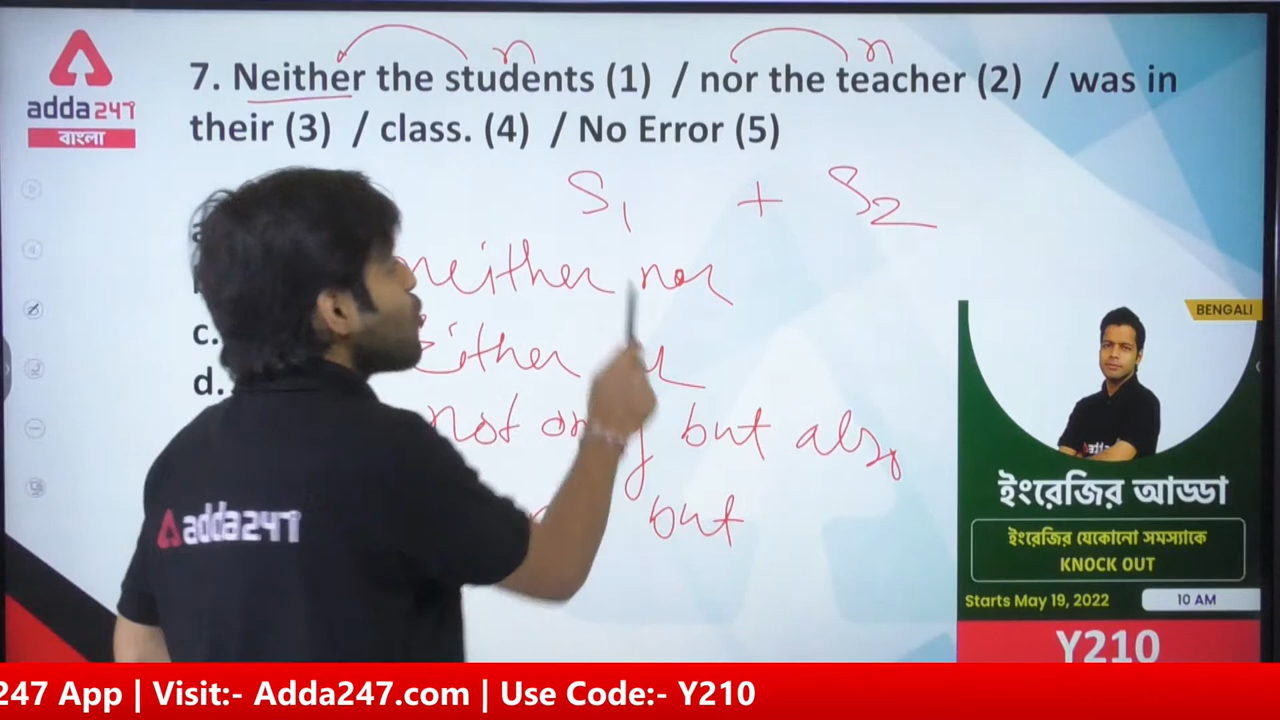 adda247
বাংলা
7. Neither the students (1) / nor the teacher (2) / was in
their (3) / class. (4) / No Error (5)
n
n
S1 + S2
neither nor
c.
either or
d.
not only but also
but
adda247
BENGALI
ইংরেজির আড্ডা
ইংরেজির যেকোনো সমস্যাকে
KNOCK OUT
Starts May 19, 2022 10 AM
Y210
247 App | Visit:- Adda247.com | Use Code:- Y210